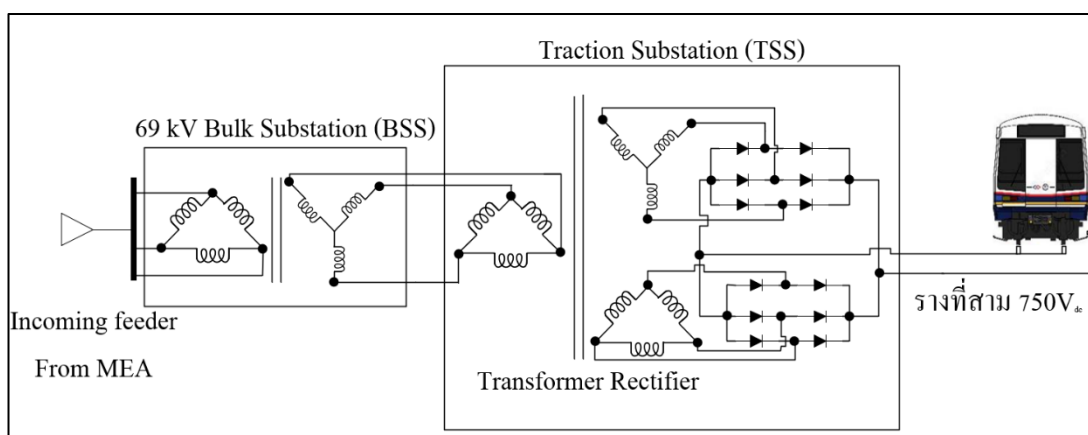 Traction Substation (TSS)
69 kV Bulk Substation (BSS)
Incoming feeder
From MEA
Transformer Rectifier
รางที่สาม 750Vdc